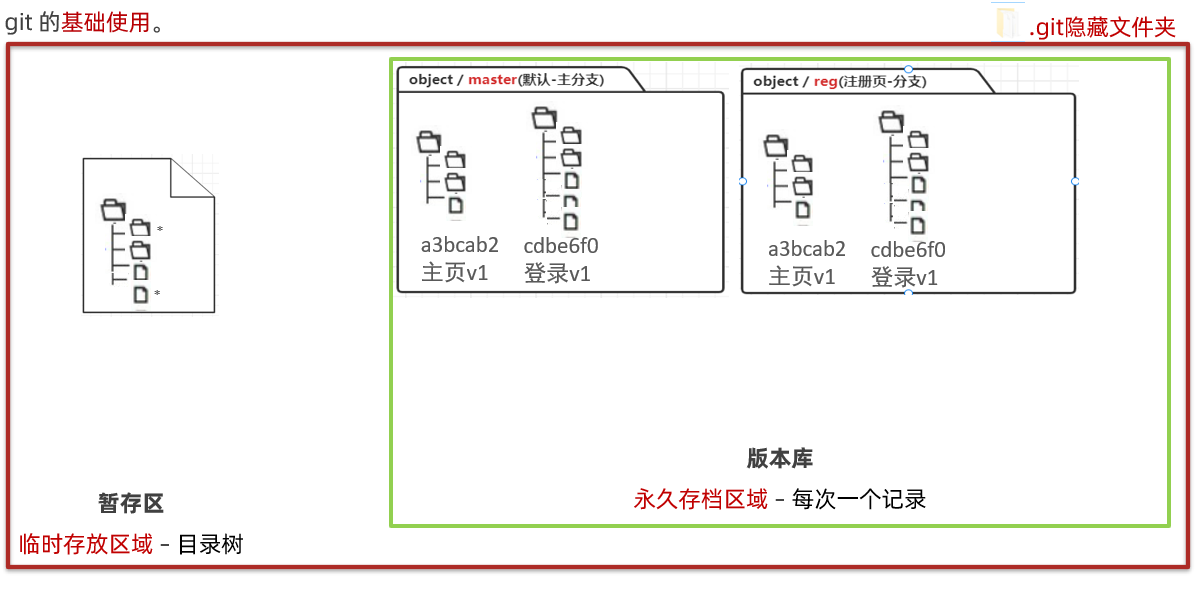 git 的基础使用。
.git隐藏文件夹
object / master(默认-主分支)
object / reg(注册页-分支)
*
*
a3bcab2
主页v1
cdbe6f0
登录v1
a3bcab2
主页v1
cdbe6f0
登录v1
版本库
永久存档区域 – 每次一个记录
暂存区
临时存放区域 – 目录树